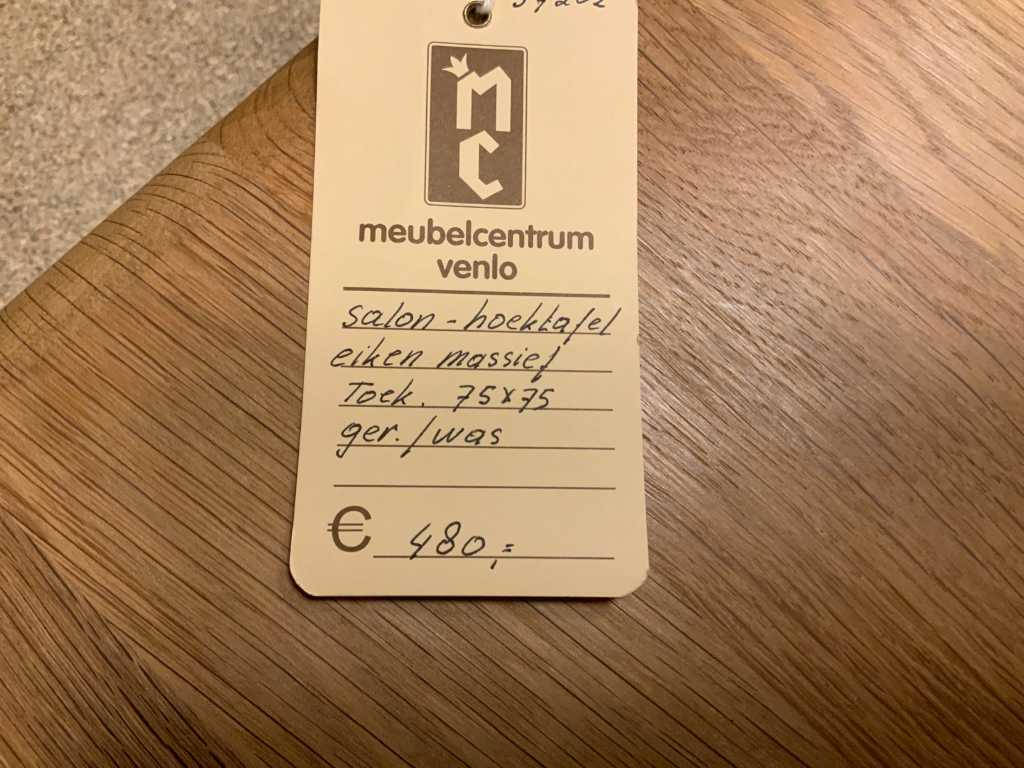 MC
meubelcentrum
venlo
salon - hoektafel
eiken massief
Toek. 75x75
ger. / was
€ 480,=